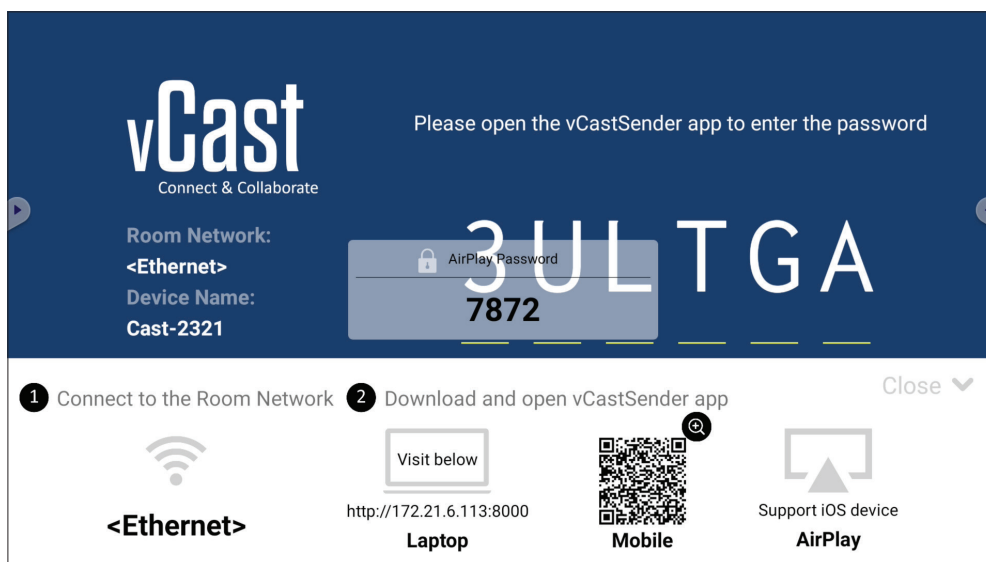 vCast
Connect & Collaborate
Please open the vCastSender app to enter the password
Room Network:
<Ethernet>
Device Name:
Cast-2321
3ULTGA
AirPlay Password
7872
1 Connect to the Room Network
2 Download and open vCastSender app
Close
<Ethernet>
Visit below
http://172.21.6.113:8000
Laptop
Mobile
Support iOS device
AirPlay